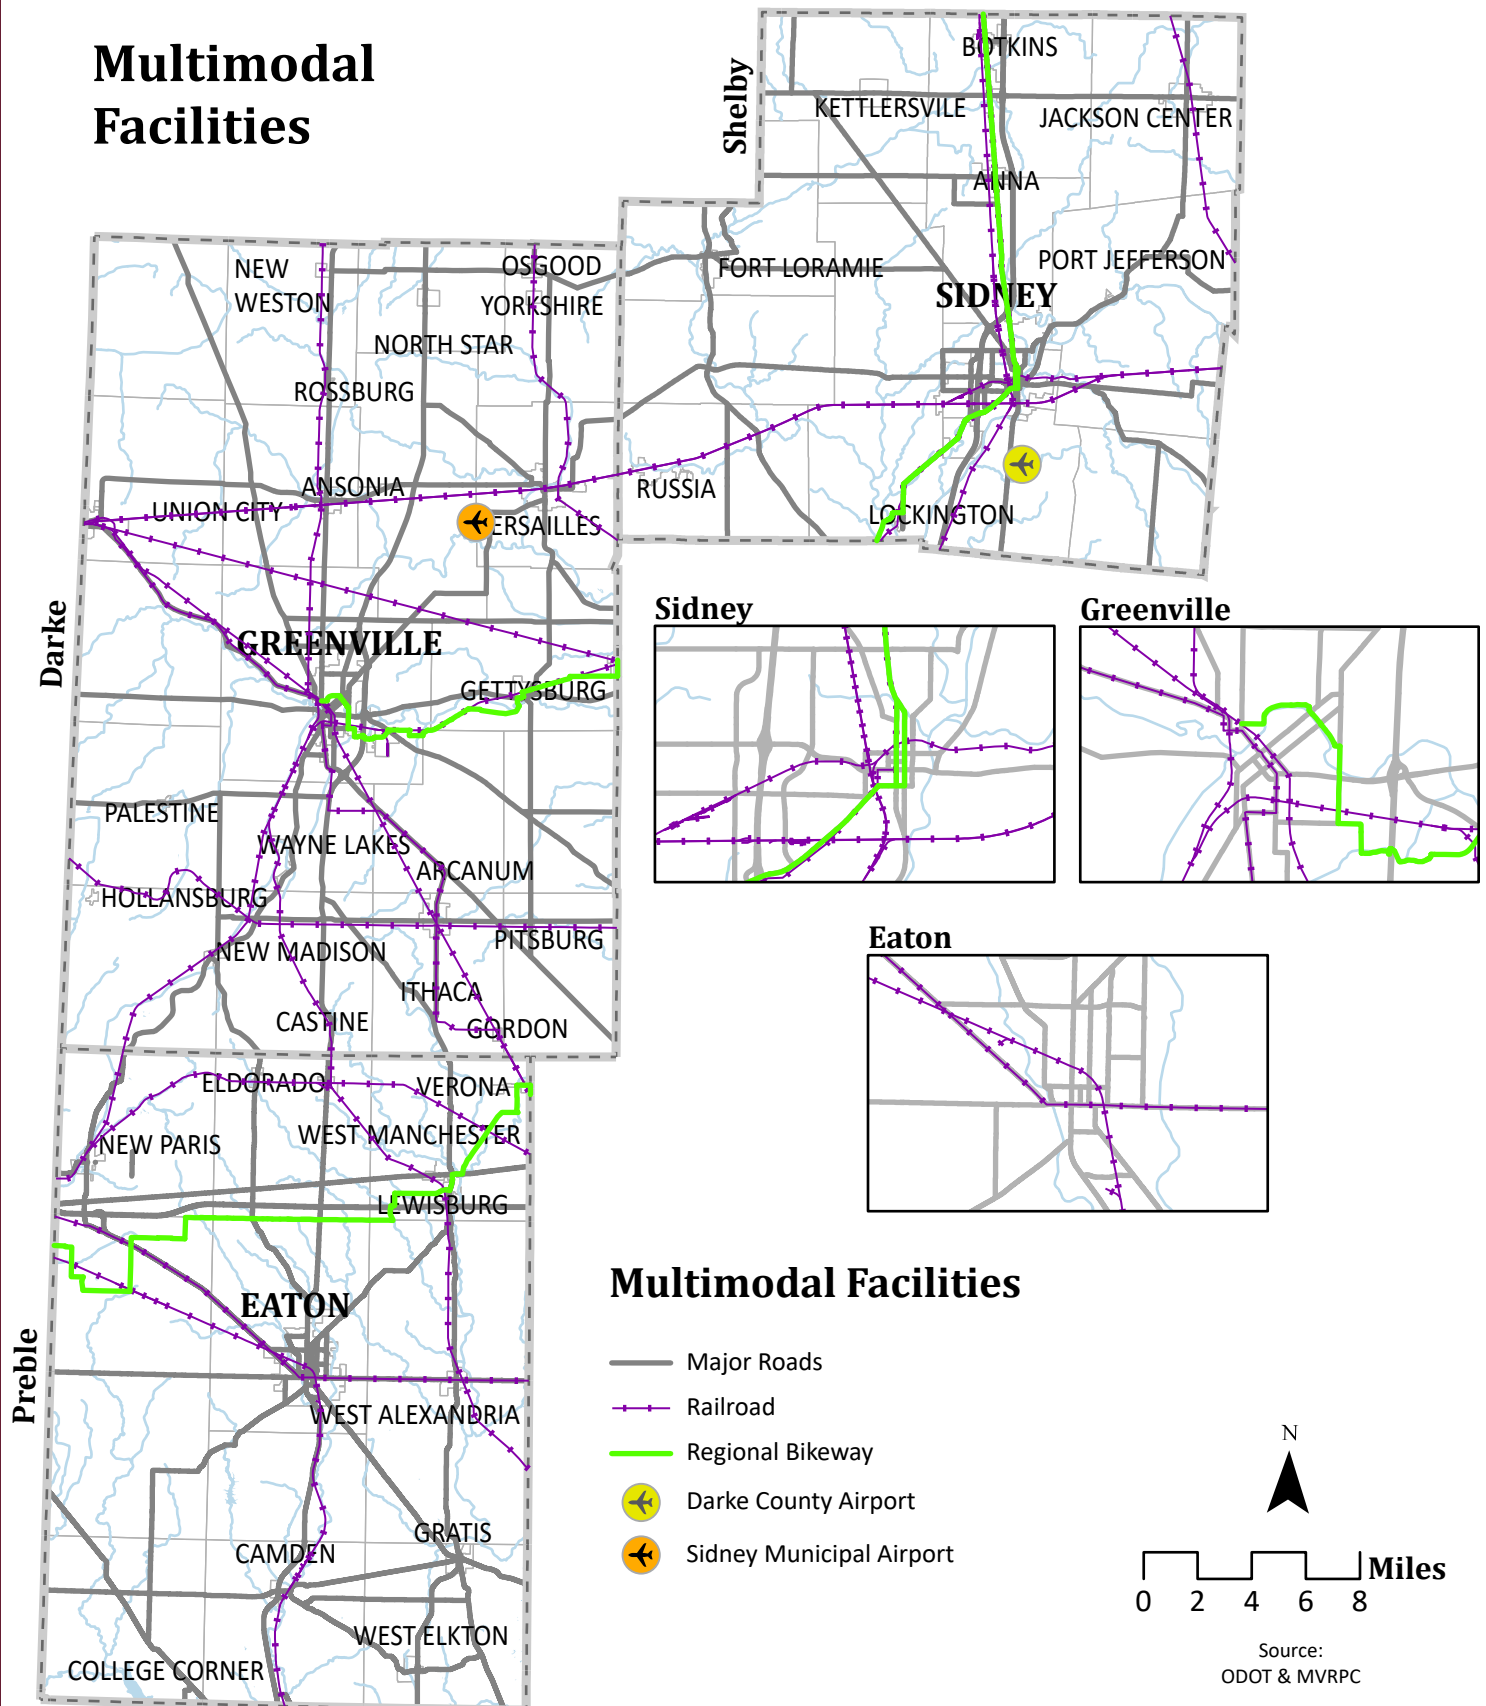 Multimodal
Facilities
Shelby
BOTKINS
KETTLERSVILE
JACKSON CENTER
ANNA
FORT LORAMIE
PORT JEFFERSON
SIDNEY
RUSSIA
LOCKINGTON
Darke
NEW
WESTON
OSGOOD
YORKSHIRE
NORTH STAR
ROSSBURG
ANSONIA
UNION CITY
ERSAILLES
GREENVILLE
GETTYSBURG
PALESTINE
WAYNE LAKES
ARCANUM
HOLLANSBURG
NEW MADISON
PITSBURG
ITHACA
CASTINE
GORDON
Preble
ELDORADO
VERONA
WEST MANCHESTER
NEW PARIS
LEWISBURG
EATON
WEST ALEXANDRIA
GRATIS
CAMDEN
WEST ELKTON
COLLEGE CORNER
Sidney
Greenville
Eaton
Multimodal Facilities
Major Roads
Railroad
Regional Bikeway
Darke County Airport
Sidney Municipal Airport
N
Miles
0 2 4 6 8
Source:
ODOT & MVRPC